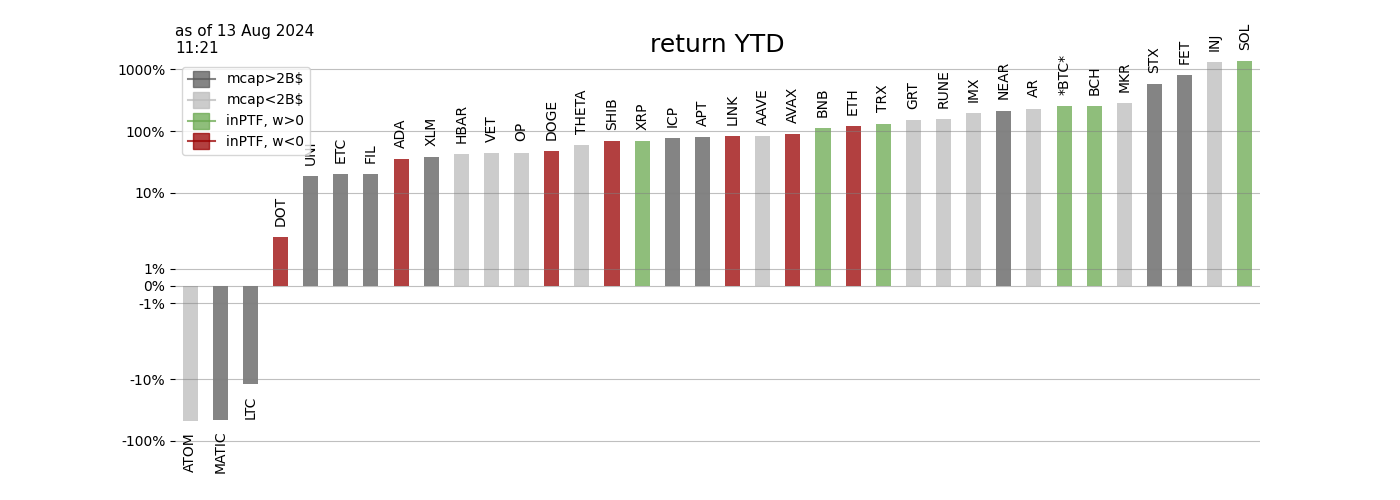 as of 13 Aug 2024
11:21
return YTD
1000%
100%
10%
1%
0%
-1%
-10%
-100%
mcap>2B$
mcap<2B$
inPTF, w>0
inPTF, w<0
ATOM
MATIC
LTC
DOT
UNI
ETC
FIL
ADA
XLM
HBAR
VET
OP
DOGE
THETA
SHIB
XRP
ICP
APT
LINK
AAVE
AVAX
BNB
ETH
TRX
GRT
RUNE
IMX
NEAR
AR
*BTC*
BCH
MKR
STX
FET
INJ
SOL